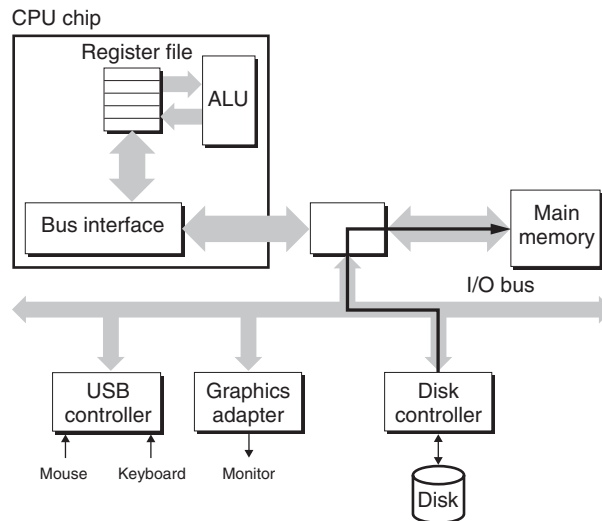 CPU chip
Register file
ALU
Bus interface
Main
memory
I/O bus
USB
controller
Graphics
adapter
Disk
controller
Mouse
Keyboard
Monitor
Disk